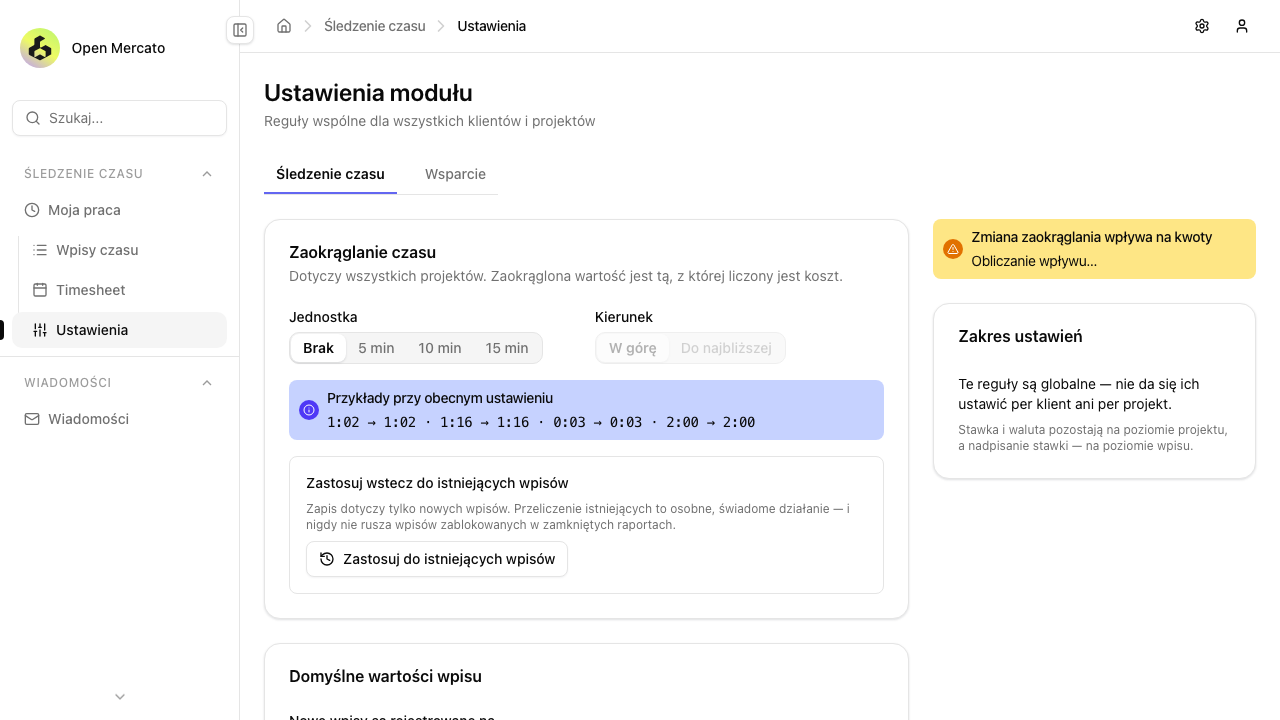 Open Mercato
Szukaj...
ŚLEDZENIE CZASU
Moja praca
Wpisy czasu
Timesheet
Ustawienia
WIADOMOŚCI
Wiadomości
Śledzenie czasu
Ustawienia
Ustawienia modułu
Reguły wspólne dla wszystkich klientów i projektów
Śledzenie czasu
Wsparcie
Zaokrąglanie czasu
Dotyczy wszystkich projektów. Zaokrąglona wartość jest tą, z której liczony jest koszt.
Jednostka
Brak
5 min
10 min
15 min
Kierunek
W górę
Do najbliższej
Przykłady przy obecnym ustawieniu
1:02 → 1:02 · 1:16 → 1:16 · 0:03 → 0:03 · 2:00 → 2:00
Zastosuj wstecz do istniejących wpisów
Zapis dotyczy tylko nowych wpisów. Przeliczenie istniejących to osobne, świadome działanie — i
nigdy nie rusza wpisów zablokowanych w zamkniętych raportach.
Zastosuj do istniejących wpisów
Domyślne wartości wpisu
Nowe wpisy są rejestrowane na
Zmiana zaokrąglania wpływa na kwoty
Obliczanie wpływu...
Zakres ustawień
Te reguły są globalne — nie da się ich
ustawić per klient ani per projekt.
Stawka i waluta pozostają na poziomie projektu,
a nadpisanie stawki — na poziomie wpisu.